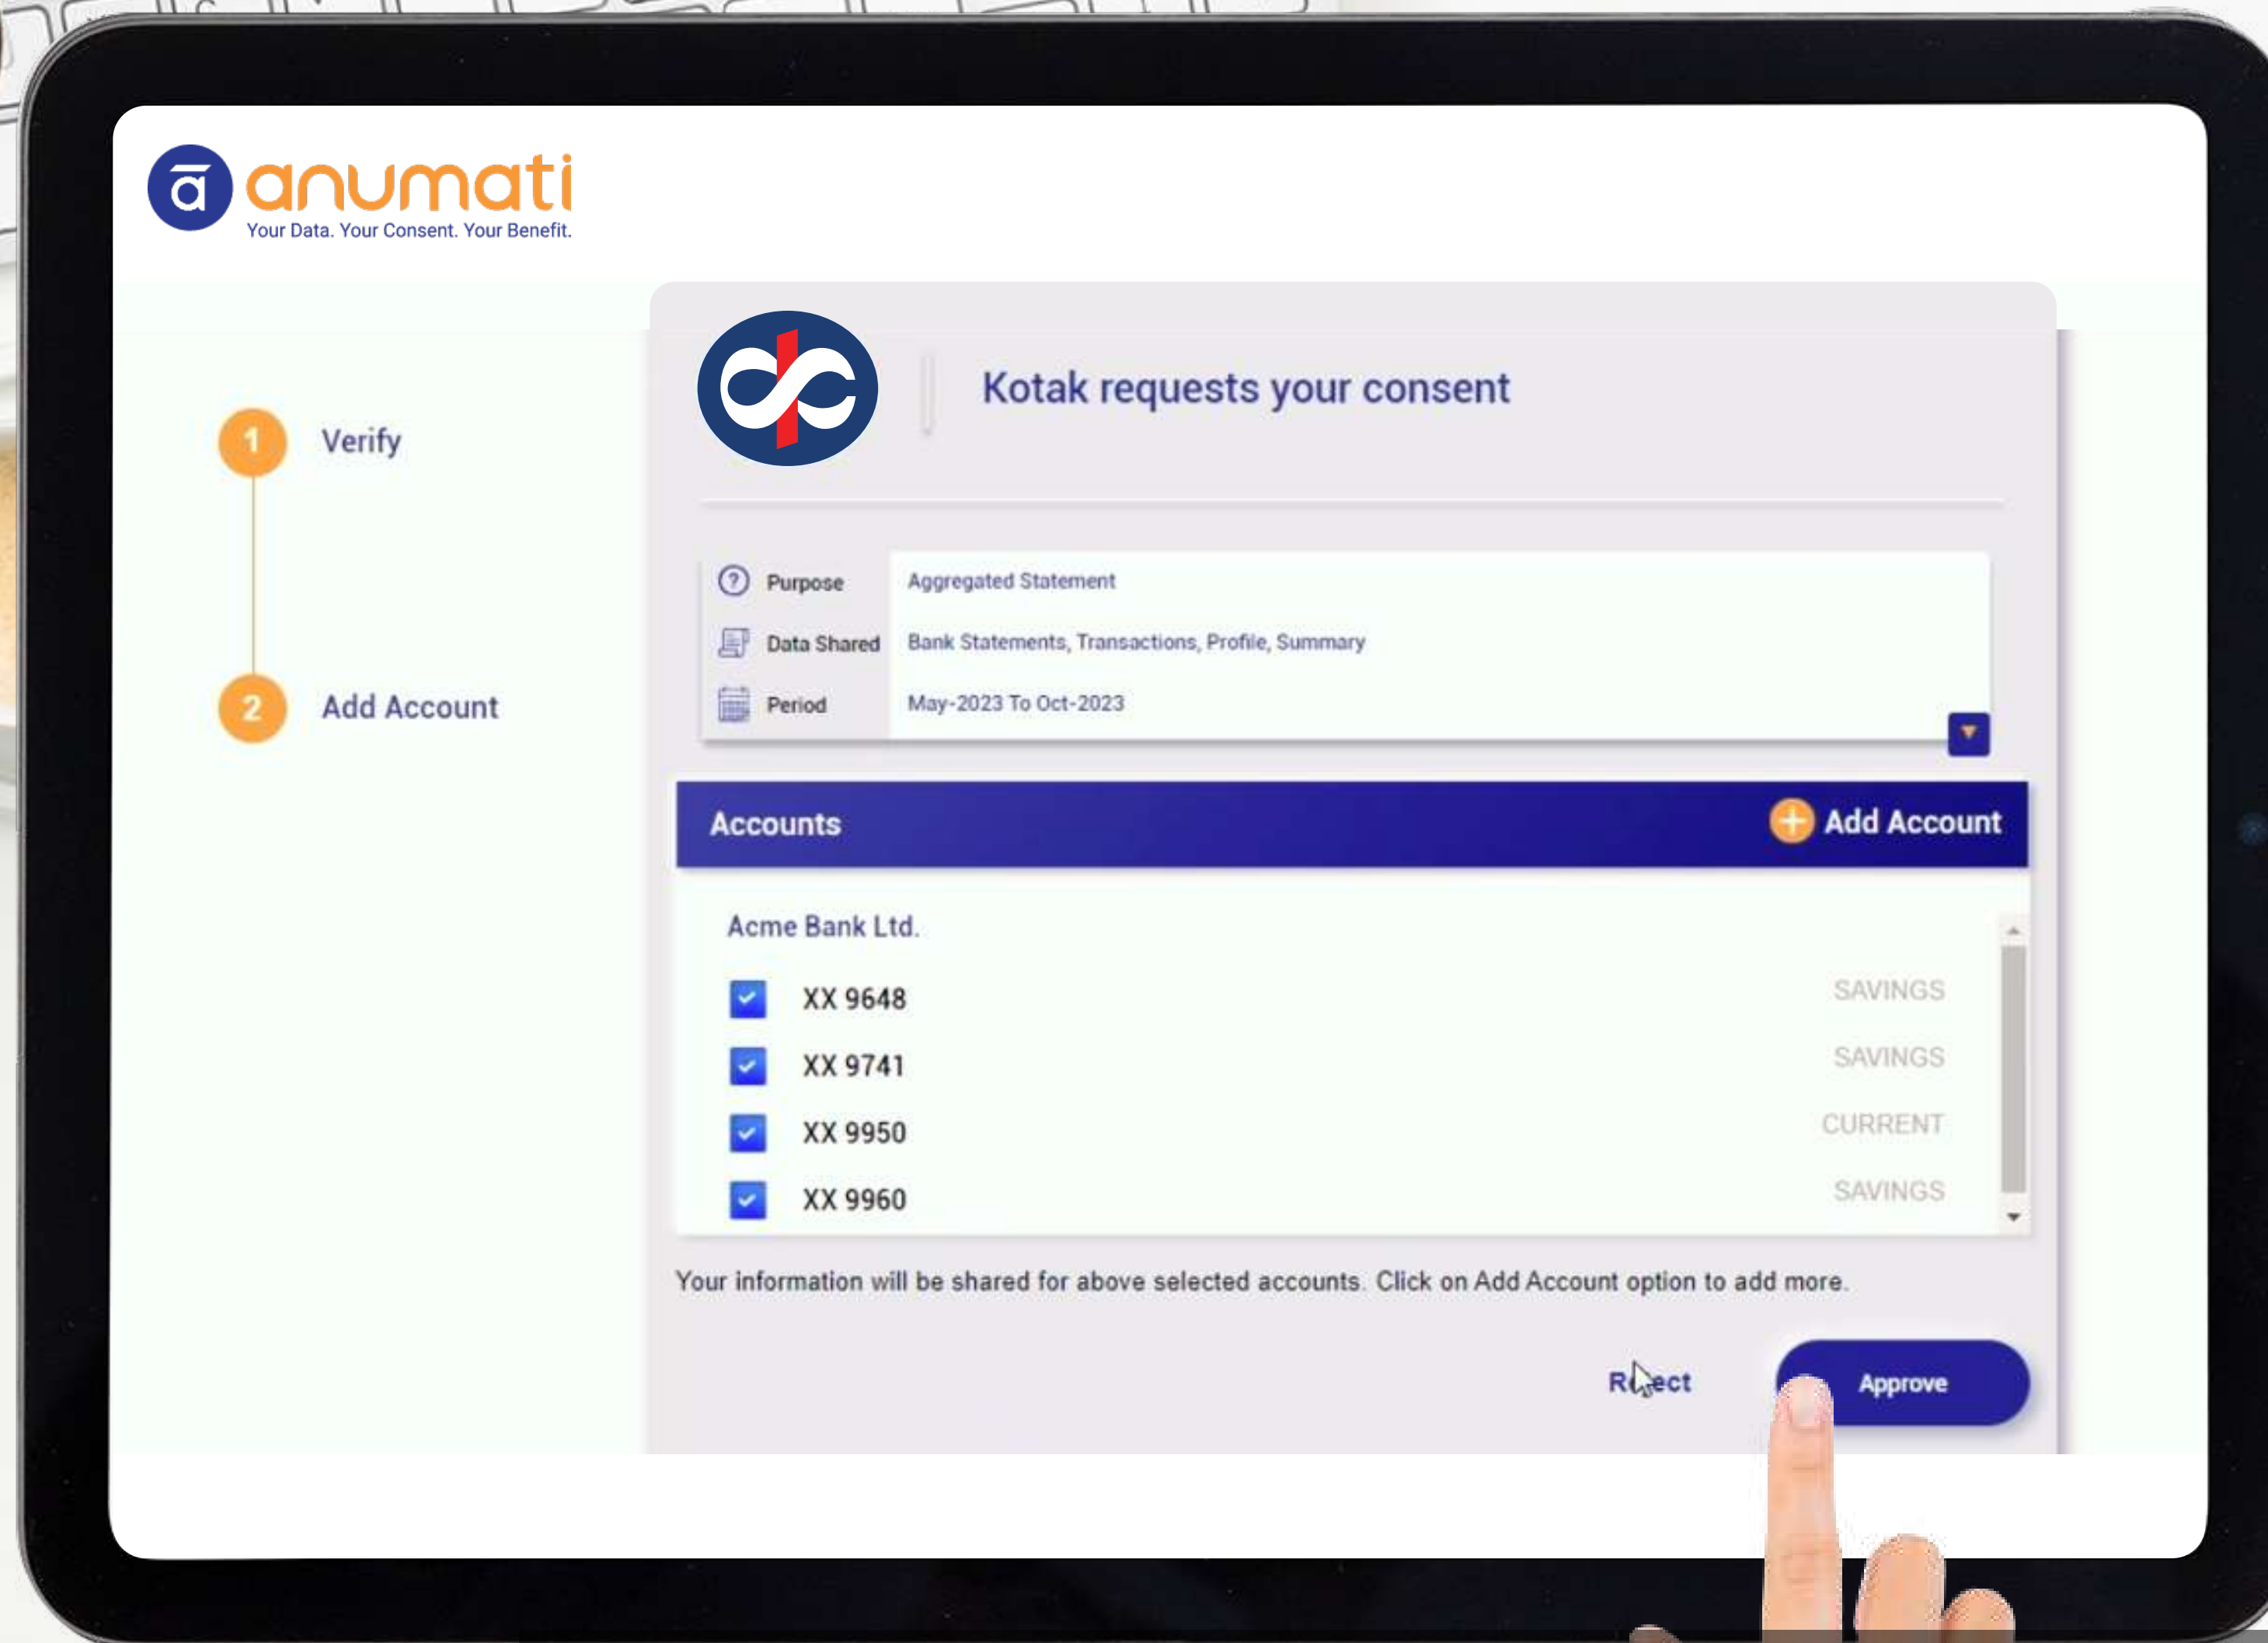 ā anumati
Your Data. Your Consent. Your Benefit.
Kotak requests your consent
1 Verify
2 Add Account
Purpose Aggregated Statement
Data Shared Bank Statements, Transactions, Profile, Summary
Period May-2023 To Oct-2023
Accounts Add Account
Acme Bank Ltd.
XX 9648 SAVINGS
XX 9741 SAVINGS
XX 9950 CURRENT
XX 9960 SAVINGS
Your information will be shared for above selected accounts. Click on Add Account option to add more.
Reject Approve